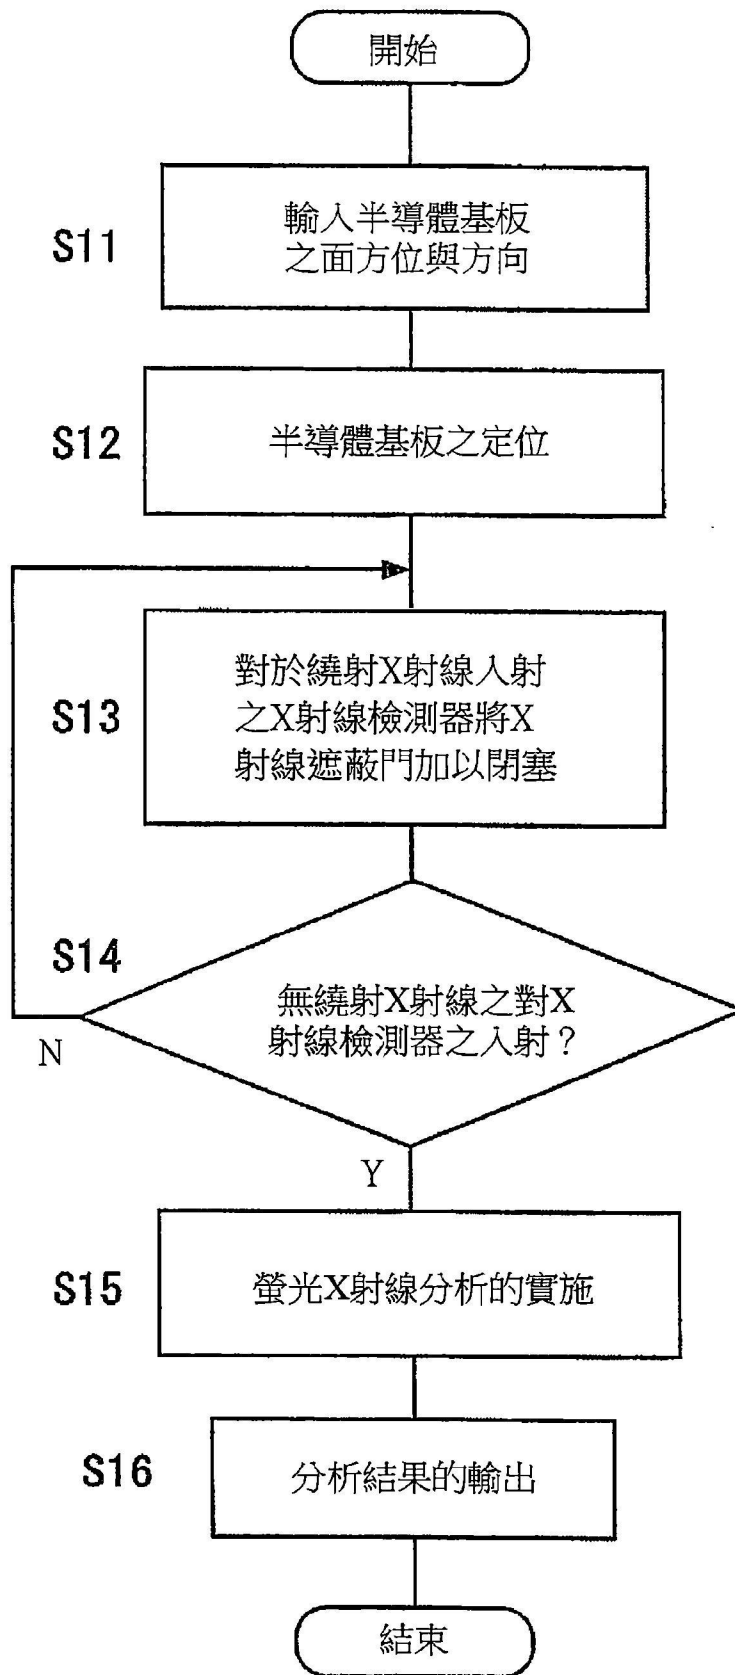 開始
S11
輸入半導體基板
之面方位與方向
S12
半導體基板之定位
S13
對於繞射X射線入射
之X射線檢測器將X
射線遮蔽門加以閉塞
S14
無繞射X射線之對X
射線檢測器之入射？
N
Y
S15
螢光X射線分析的實施
S16
分析結果的輸出
結束